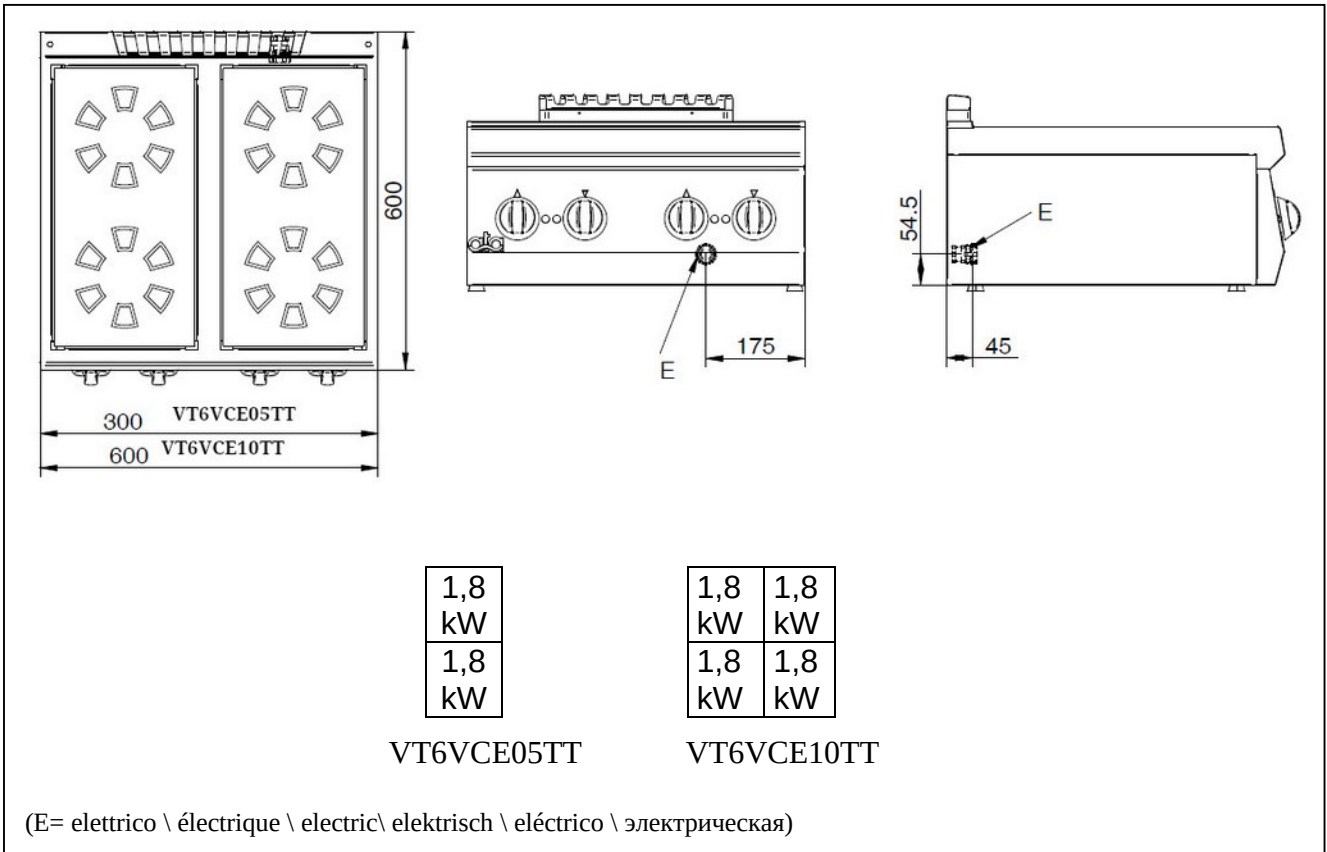 600
54.5
E
175
E
45
300 VT6VCE05TT
600 VT6VCE10TT
1,8 kW
1,8 kW
1,8 kW
1,8 kW
1,8 kW
1,8 kW
VT6VCE05TT
VT6VCE10TT
(E= elettrico \ électrique \ electric\ elektrisch \ eléctrico \ электрическая)